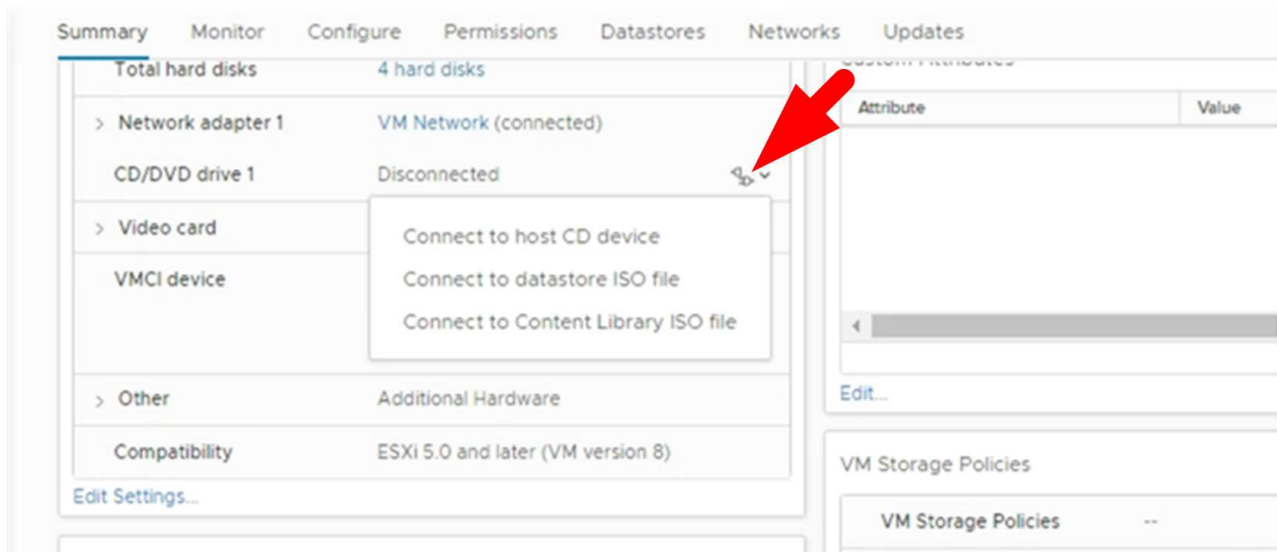 Summary Monitor Configure Permissions Datastores Networks Updates
Total hard disks 4 hard disks
Network adapter 1 VM Network (connected)
CD/DVD drive 1 Disconnected
Video card
Connect to host CD device
VMCI device
Connect to datastore ISO file
Connect to Content Library ISO file
Other Additional Hardware
Compatibility ESXi 5.0 and later (VM version 8)
Edit Settings...
Custom Attributes
Attribute Value
Edit...
VM Storage Policies
VM Storage Policies --